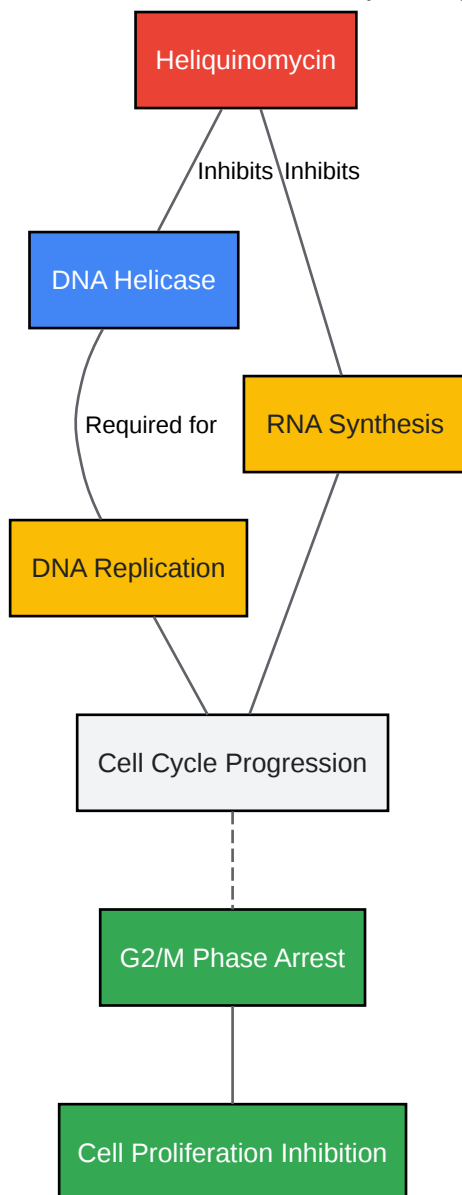 Heliquinomycin
Inhibits Inhibits
DNA Helicase
Required for
RNA Synthesis
DNA Replication
Cell Cycle Progression
G2/M Phase Arrest
Cell Proliferation Inhibition